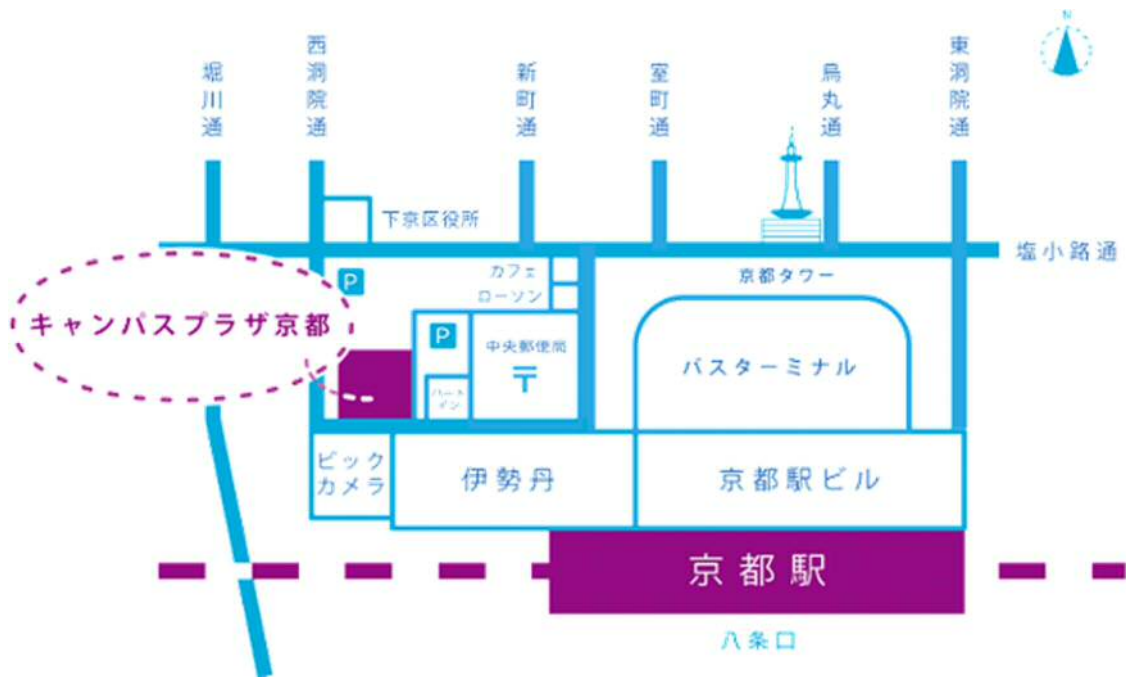 N
堀川通
西洞院通
新町通
室町通
烏丸通
東洞院通
下京区役所
塩小路通
P
カフェ
ローソン
京都タワー
キャンパスプラザ京都
P
中央郵便局
〒
バスターミナル
ビック
カメラ
伊勢丹
京都駅ビル
京都駅
八条口